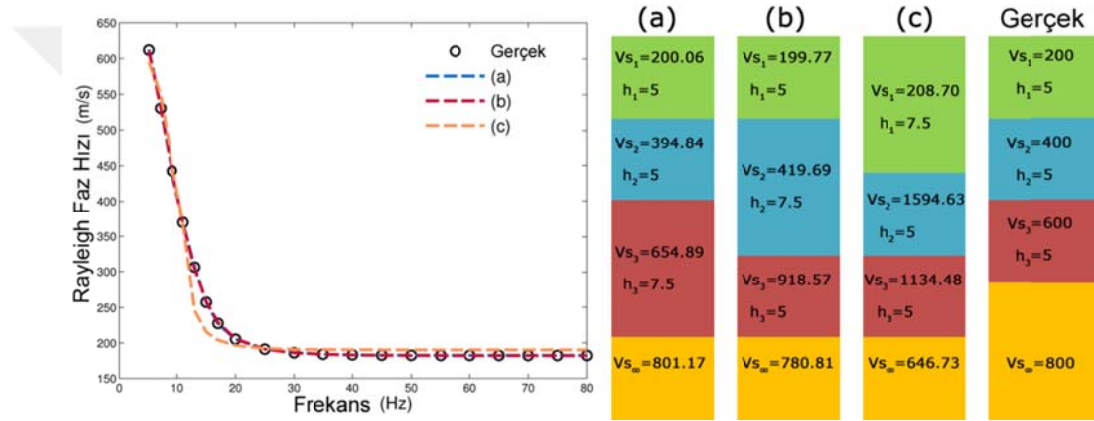 650
600
550
500
450
400
350
300
250
200
150
0
10
20
30
40
50
60
70
80
Rayleigh Faz Hızı (m/s)
Frekans (Hz)
Gerçek
(a)
(b)
(c)
(a)
Vs₁=200.06
h₁=5
Vs₂=394.84
h₂=5
Vs₃=654.89
h₃=7.5
Vs∞=801.17
(b)
Vs₁=199.77
h₁=5
Vs₂=419.69
h₂=7.5
Vs₃=918.57
h₃=5
Vs∞=780.81
(c)
Vs₁=208.70
h₁=7.5
Vs₂=1594.63
h₂=5
Vs₃=1134.48
h₃=5
Vs∞=646.73
Gerçek
Vs₁=200
h₁=5
Vs₂=400
h₂=5
Vs₃=600
h₃=5
Vs∞=800